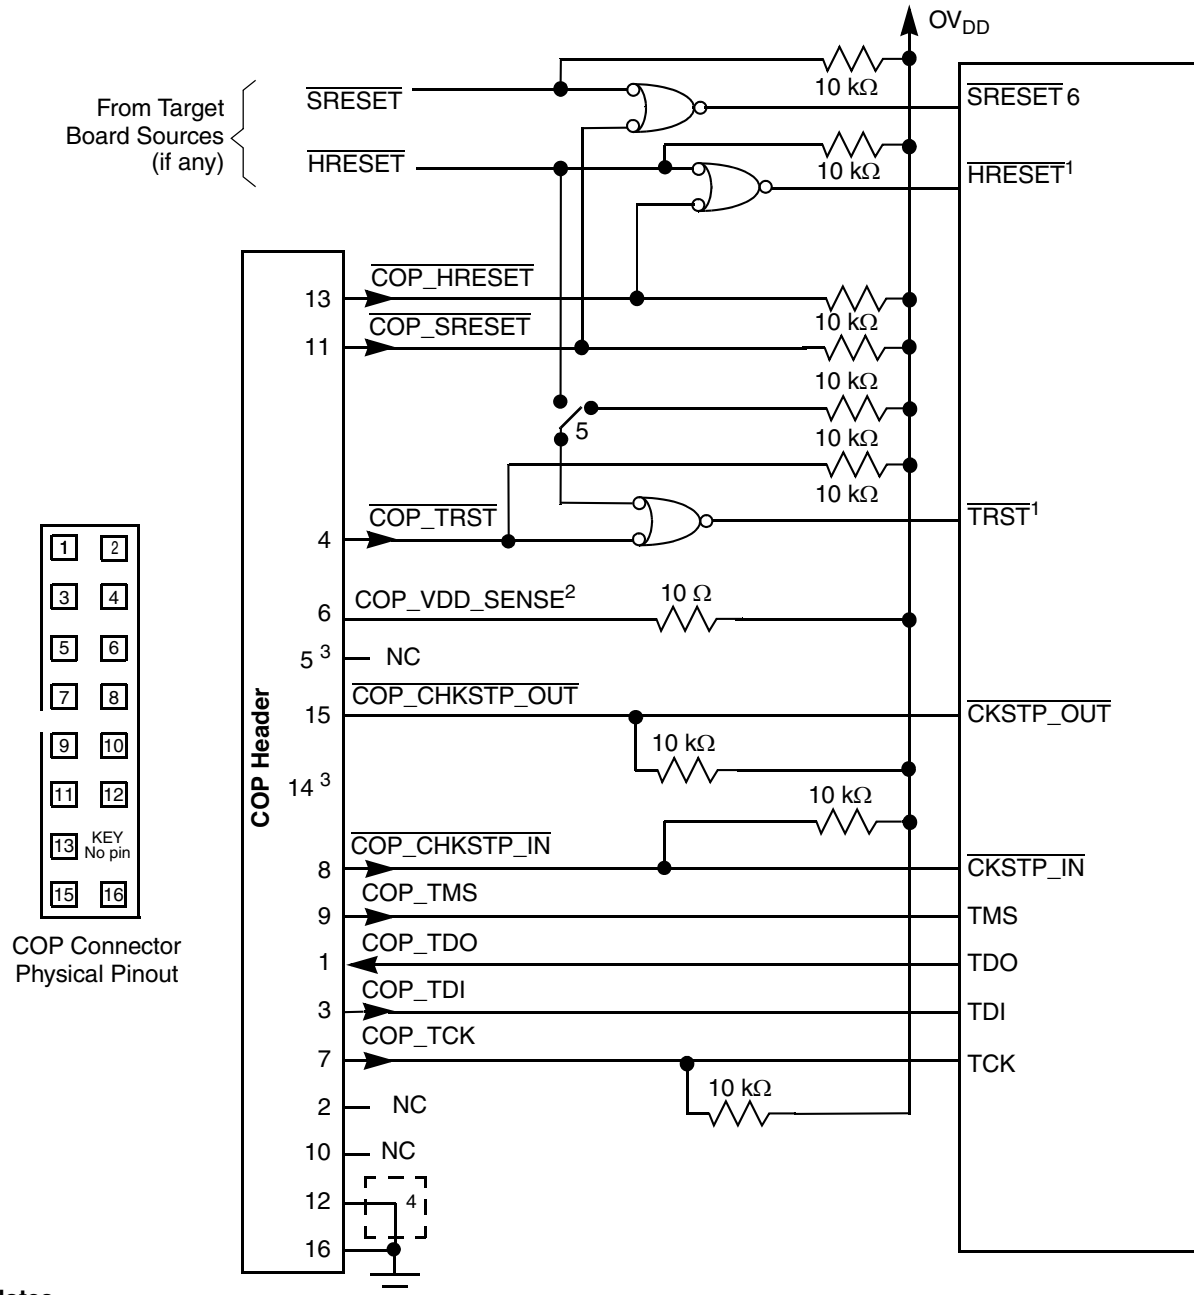 OVDD
10 kΩ
From Target
Board Sources
(if any)
SRESET
SRESET 6
HRESET
10 kΩ
HRESET1
COP_HRESET
13
10 kΩ
COP_SRESET
11
10 kΩ
5
10 kΩ
10 kΩ
COP_TRST
4
TRST1
COP_VDD_SENSE2
10 Ω
6
5 3
NC
COP_CHKSTP_OUT
15
CKSTP_OUT
10 kΩ
COP Header
14 3
10 kΩ
COP_CHKSTP_IN
8
CKSTP_IN
COP_TMS
9
TMS
COP_TDO
1
TDO
COP_TDI
3
TDI
COP_TCK
7
TCK
10 kΩ
2
NC
10
NC
12
4
16
1 2
3 4
5 6
7 8
9 10
11 12
13 KEY
No pin
15 16
COP Connector
Physical Pinout